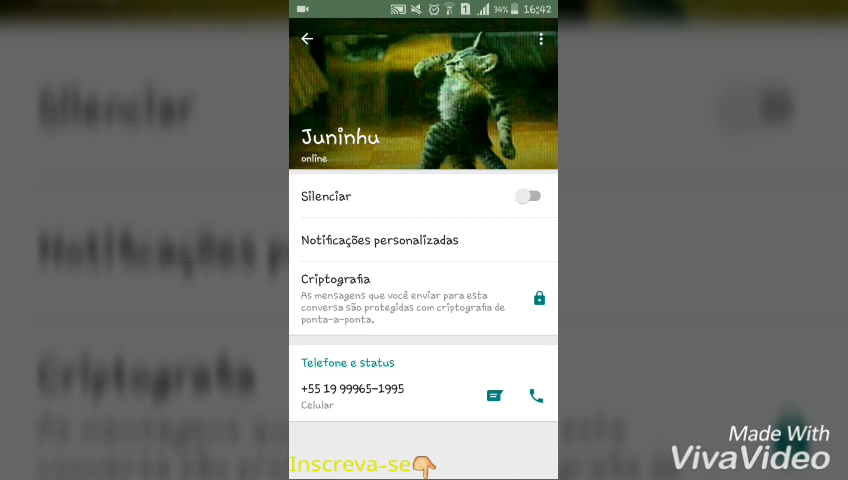 34% 16:42
Juninhu
online
Silenciar
Notificações personalizadas
Criptografia
As mensagens que você enviar para esta
conversa são protegidas com criptografia de
ponta-a-ponta.
Telefone e status
+55 19 99965-1995
Celular
Inscreva-se
Made With
VivaVideo